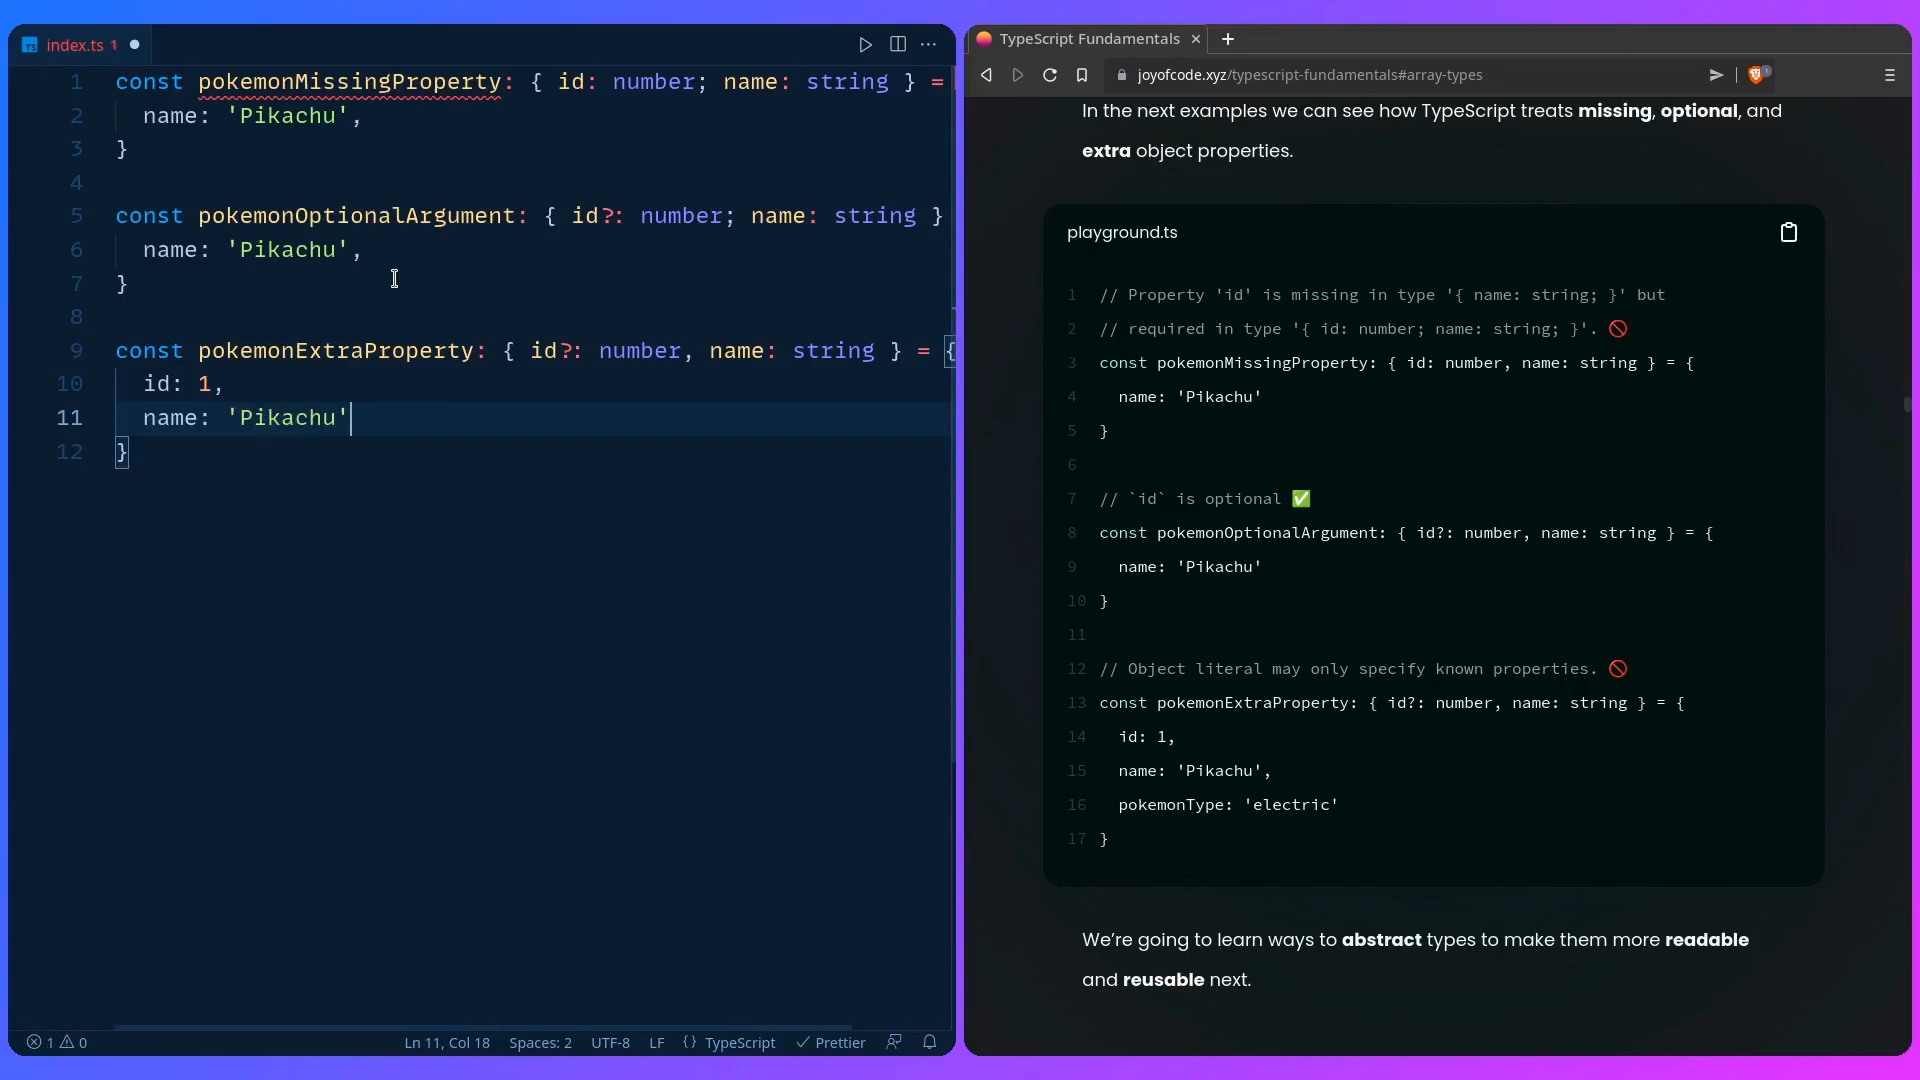 index.ts 1
1 const pokemonMissingProperty: { id: number; name: string } =
2 name: 'Pikachu',
3 }
4
5 const pokemonOptionalArgument: { id?: number; name: string }
6 name: 'Pikachu',
7 }
8
9 const pokemonExtraProperty: { id?: number, name: string } = {
10 id: 1,
11 name: 'Pikachu'
12 }
1 0 Ln 11, Col 18 Spaces: 2 UTF-8 LF {} TypeScript Prettier
TypeScript Fundamentals
joyofcode.xyz/typescript-fundamentals#array-types
In the next examples we can see how TypeScript treats missing, optional, and
extra object properties.
playground.ts
1 // Property 'id' is missing in type '{ name: string; }' but
2 // required in type '{ id: number; name: string; }'. 🚫
3 const pokemonMissingProperty: { id: number, name: string } = {
4 name: 'Pikachu'
5 }
6
7 // `id` is optional ✅
8 const pokemonOptionalArgument: { id?: number, name: string } = {
9 name: 'Pikachu'
10 }
11
12 // Object literal may only specify known properties. 🚫
13 const pokemonExtraProperty: { id?: number, name: string } = {
14 id: 1,
15 name: 'Pikachu',
16 pokemonType: 'electric'
17 }
We're going to learn ways to abstract types to make them more readable
and reusable next.